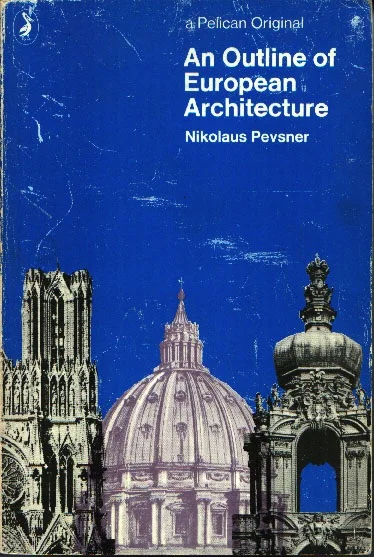 a Pelican Original
An Outline of
European
Architecture
Nikolaus Pevsner